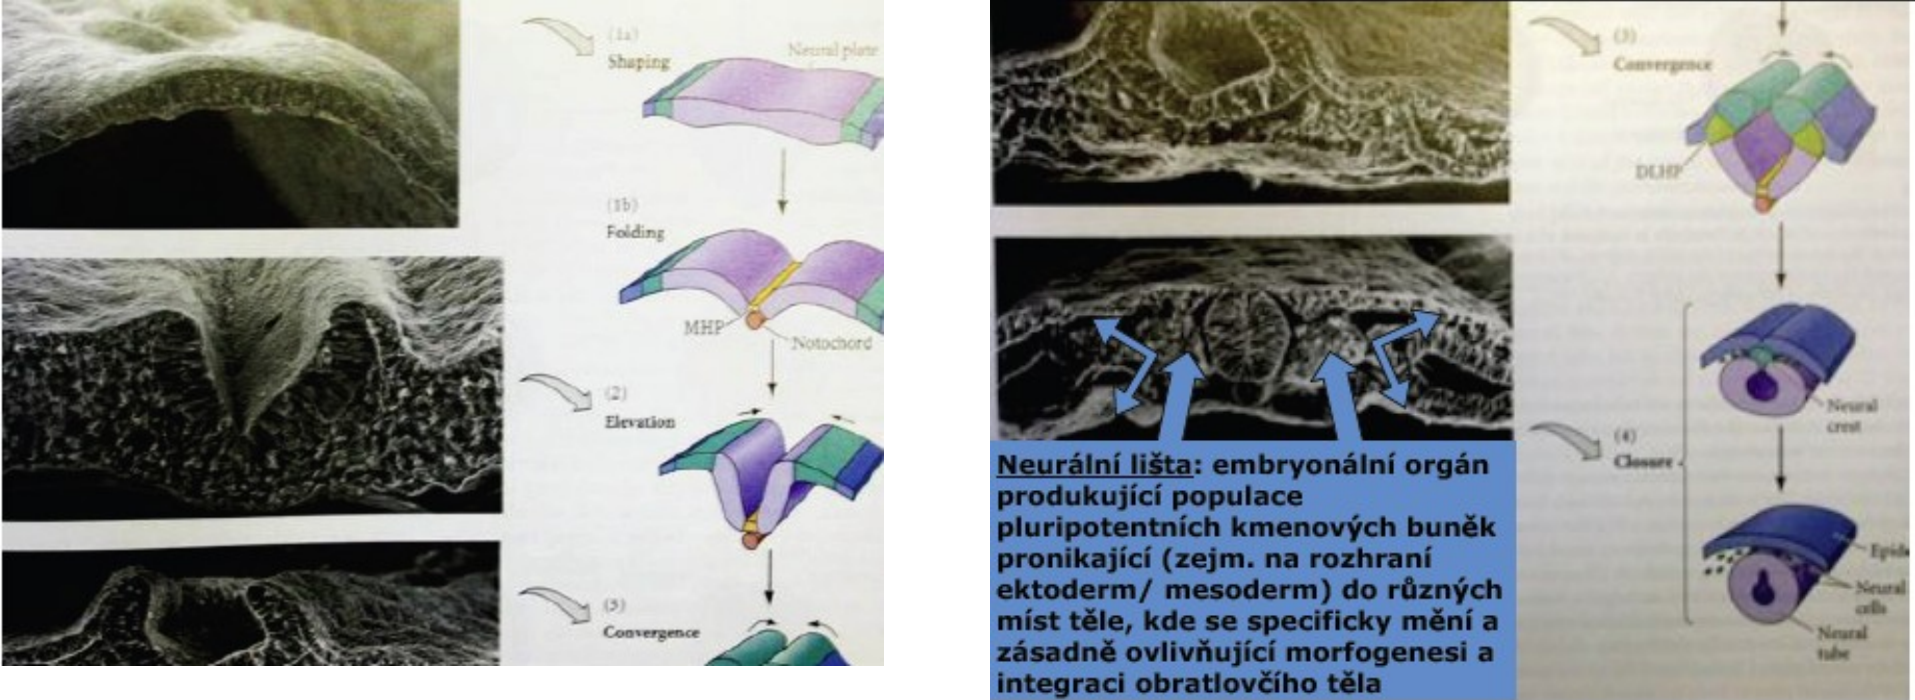 (1a)
Shaping
Neural plate
(1b)
Folding
MHP
Notochord
(2)
Elevation
(3)
Convergence
(3)
Convergence
DLHP
Neural
crest
(4)
Closure
Epid
Neural
cells
Neural
tube
Neurální lišta: embryonální orgán
produkující populace
pluripotentních kmenových buněk
pronikající (zejm. na rozhraní
ektoderm/ mesoderm) do různých
míst těle, kde se specificky mění a
zásadně ovlivňující morfogenesi a
integraci obratlovčího těla